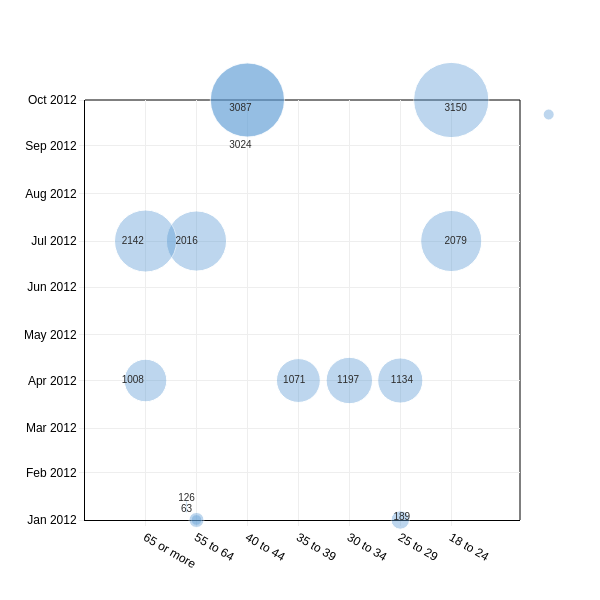 Oct 2012
3087
3150
3024
Sep 2012
Aug 2012
Jul 2012
2142
2016
2079
Jun 2012
May 2012
Apr 2012
1008
1071
1197
1134
Mar 2012
Feb 2012
126
63
189
Jan 2012
65 or more
55 to 64
40 to 44
35 to 39
30 to 34
25 to 29
18 to 24